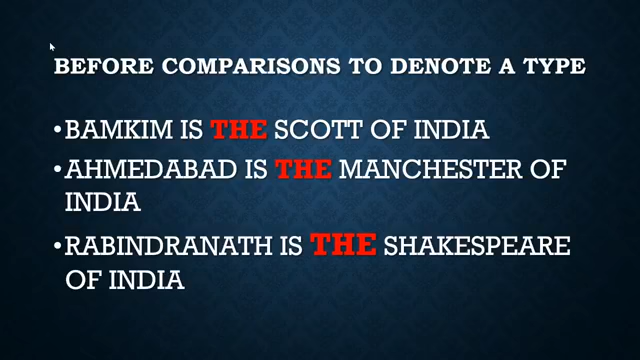 BEFORE COMPARISONS TO DENOTE A TYPE
•BAMKIM IS THE SCOTT OF INDIA
•AHMEDABAD IS THE MANCHESTER OF
INDIA
•RABINDRANATH IS THE SHAKESPEARE
OF INDIA